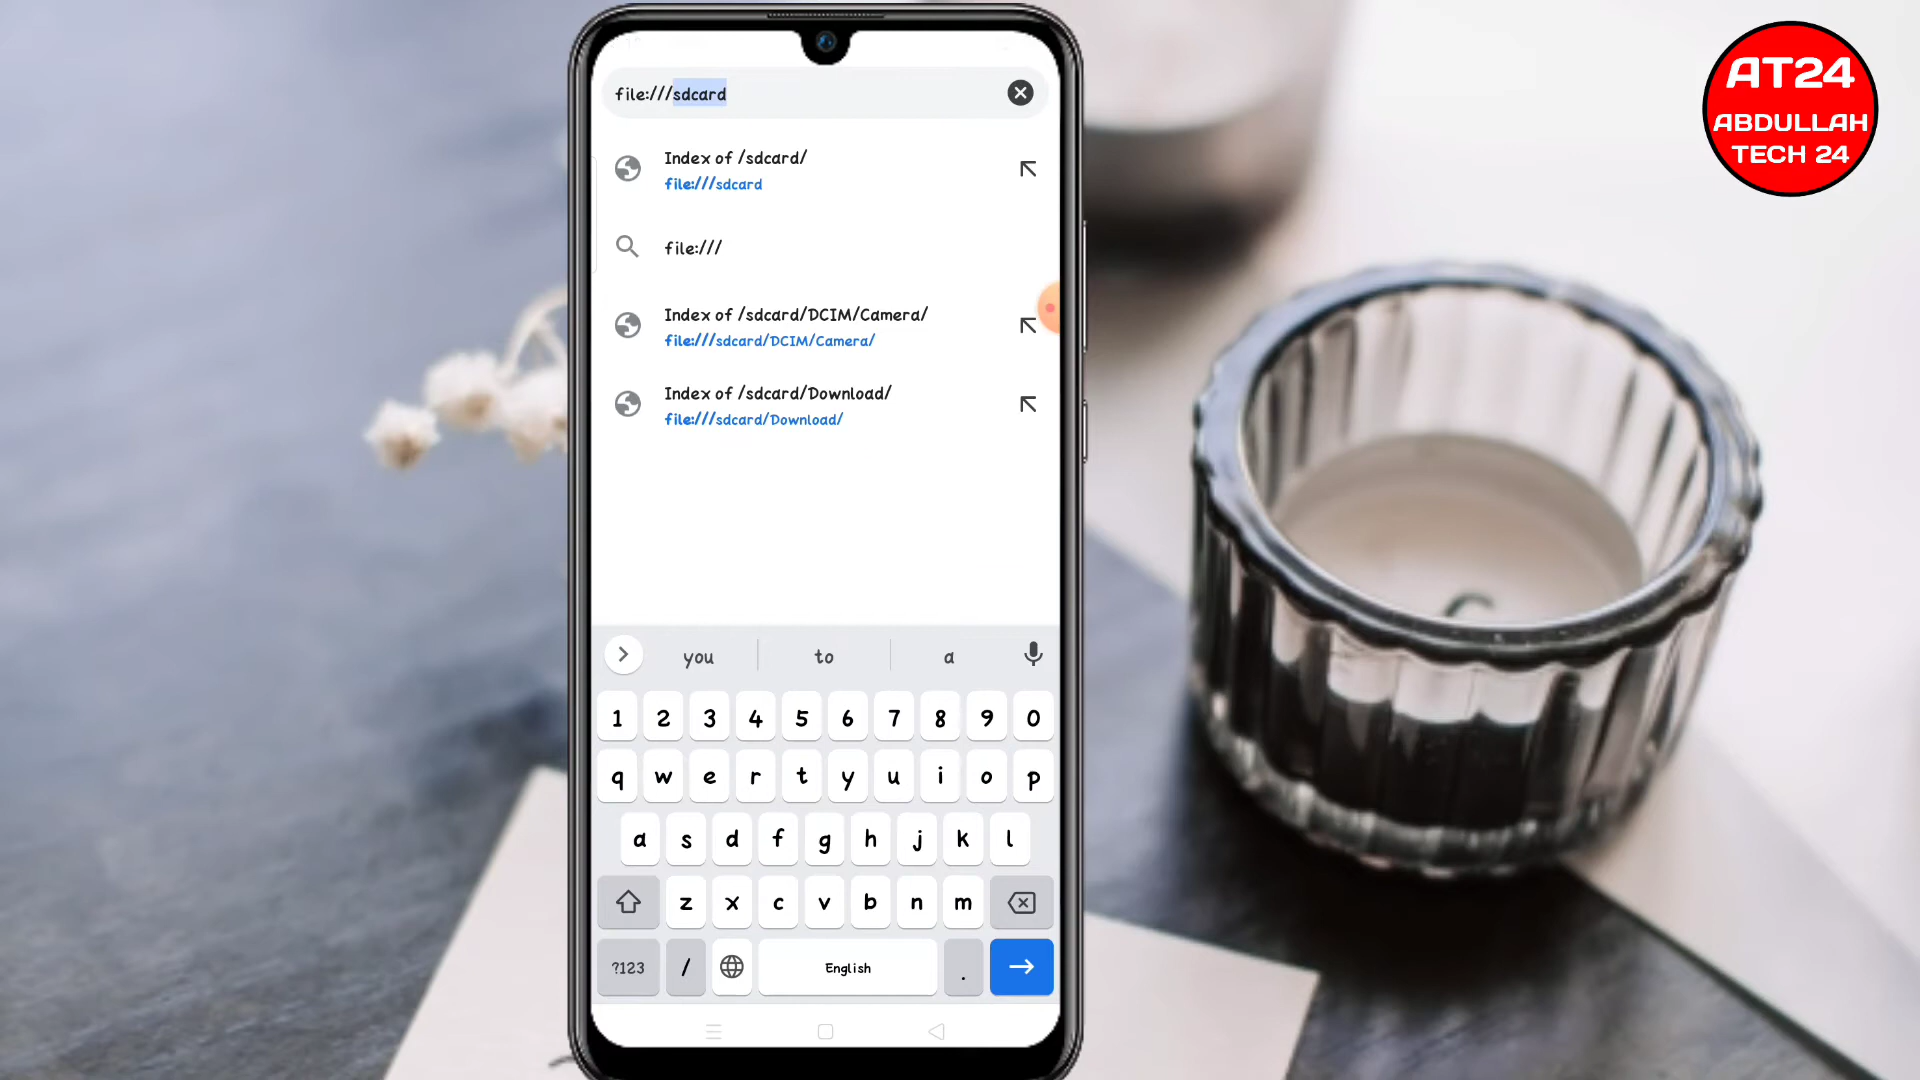 AT24
ABDULLAH
TECH 24
file:///sdcard
Index of /sdcard/
file:///sdcard
file:///
Index of /sdcard/DCIM/Camera/
file:///sdcard/DCIM/Camera/
Index of /sdcard/Download/
file:///sdcard/Download/
you to a
1 2 3 4 5 6 7 8 9 0
q w e r t y u i o p
a s d f g h j k l
z x c v b n m
?123 / English .